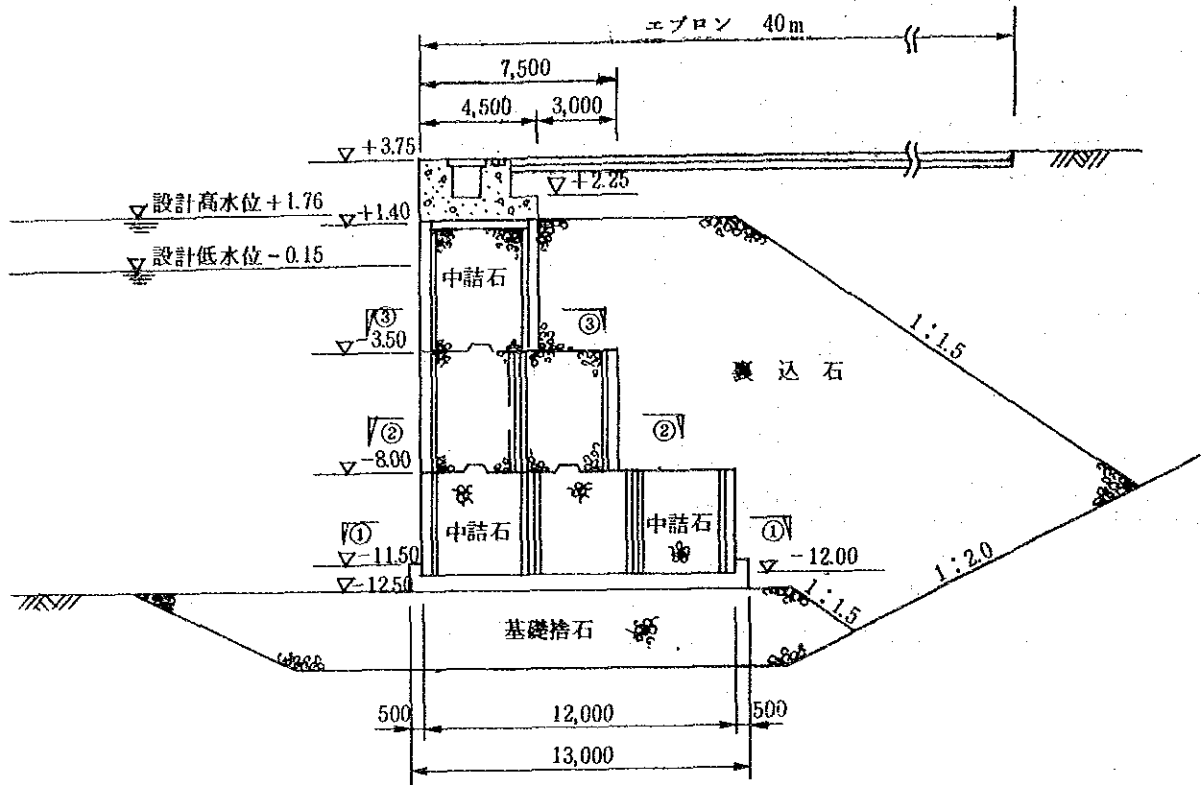 エプロン 40m
7,500
4,500 3,000
+3.75
+2.25
設計高水位+1.76
+1.40
設計低水位-0.15
中詰石
③ ③
-3.50
1:1.5
裏込石
② ②
-8.00
中詰石 中詰石
① ①
-11.50 -12.00
-12.50
1:1.5
1:2.0
基礎捨石
500 12,000 500
13,000